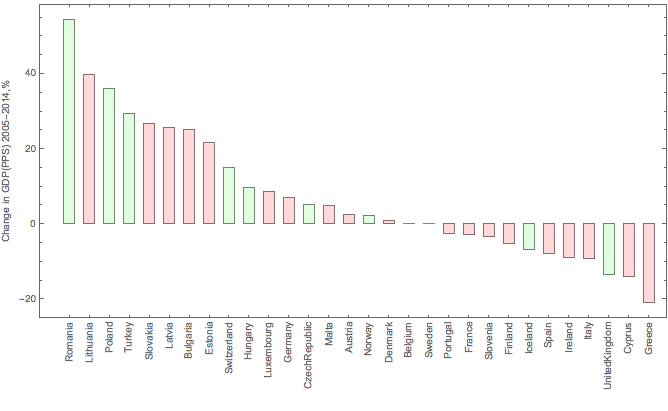 Change in GDP(PPS) 2005−2014,%
40
20
0
−20
Romania
Lithuania
Poland
Turkey
Slovakia
Latvia
Bulgaria
Estonia
Switzerland
Hungary
Luxembourg
Germany
CzechRepublic
Malta
Austria
Norway
Denmark
Belgium
Sweden
Portugal
France
Slovenia
Finland
Iceland
Spain
Ireland
Italy
UnitedKingdom
Cyprus
Greece